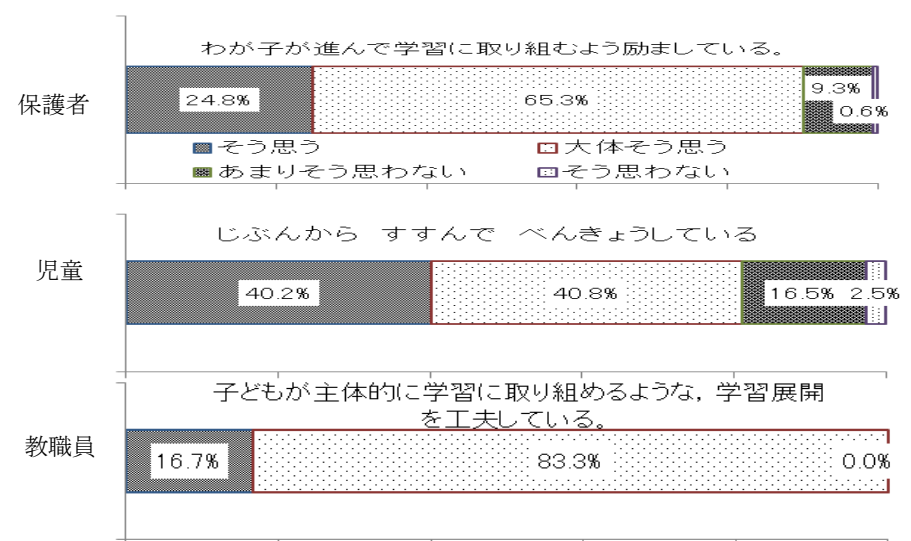 わが子が進んで学習に取り組むよう励ましている。
保護者
24.8%
65.3%
9.3%
0.6%
そう思う
大体そう思う
あまりそう思わない
そう思わない
じぶんから すすんで べんきょうしている
児童
40.2%
40.8%
16.5%
2.5%
子どもが主体的に学習に取り組めるような，学習展開
を工夫している。
教職員
16.7%
83.3%
0.0%